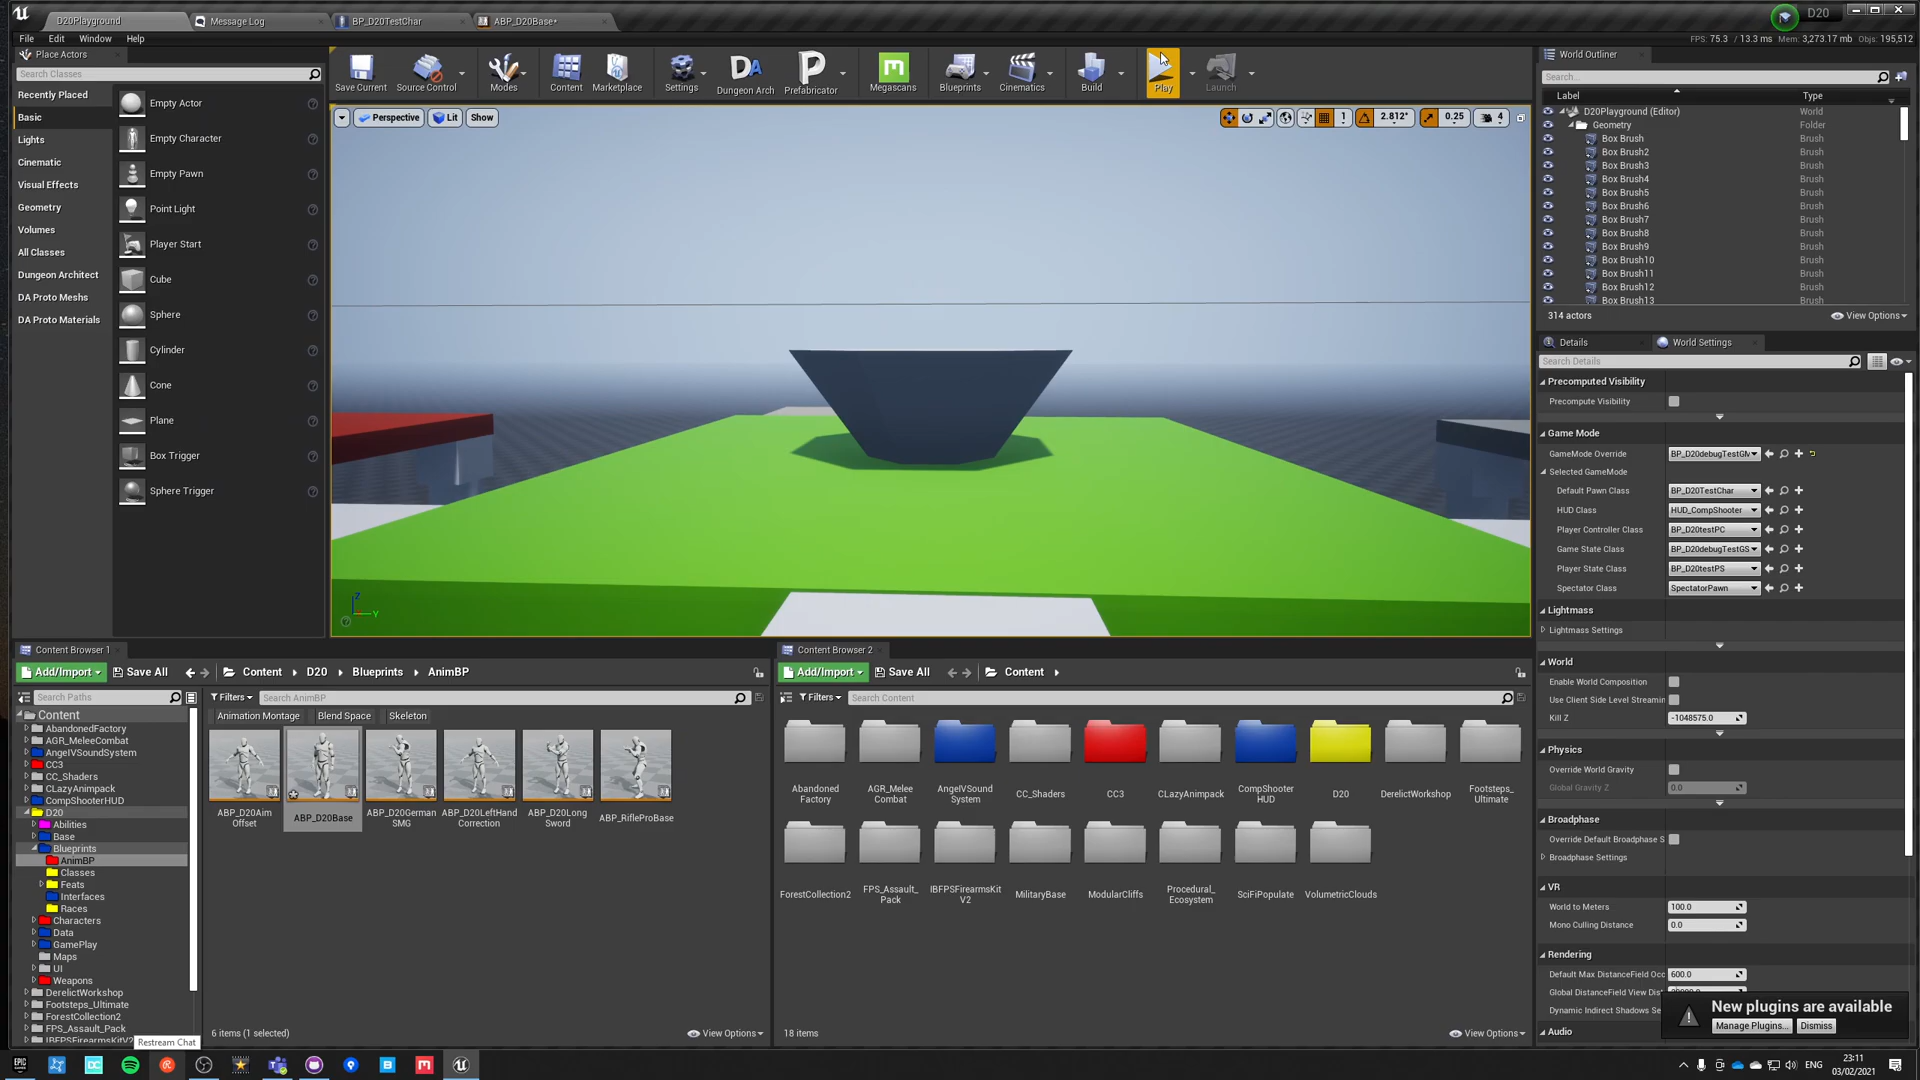 D20Playground
Message Log
BP_D20TestChar
ABP_D20Base*
D20
File Edit Window Help
FPS: 75.3 / 13.3 ms Mem: 3,273.17 mb Objs: 195,512
Place Actors
Search Classes
Recently Placed
Basic
Lights
Cinematic
Visual Effects
Geometry
Volumes
All Classes
Dungeon Architect
DA Proto Meshs
DA Proto Materials
Empty Actor
Empty Character
Empty Pawn
Point Light
Player Start
Cube
Sphere
Cylinder
Cone
Plane
Box Trigger
Sphere Trigger
Save Current
Source Control
Modes
Content
Marketplace
Settings
Dungeon Arch
Prefabricator
Megascans
Blueprints
Cinematics
Build
Play
Launch
Perspective
Lit
Show
1
2.812°
0.25
4
Z
Y
World Outliner
Search...
Label Type
D20Playground (Editor) World
Geometry Folder
Box Brush Brush
Box Brush2 Brush
Box Brush3 Brush
Box Brush4 Brush
Box Brush5 Brush
Box Brush6 Brush
Box Brush7 Brush
Box Brush8 Brush
Box Brush9 Brush
Box Brush10 Brush
Box Brush11 Brush
Box Brush12 Brush
Box Brush13 Brush
314 actors
View Options
Details
World Settings
Search Details
Precomputed Visibility
Precompute Visibility
Game Mode
GameMode Override BP_D20debugTestGM
Selected GameMode
Default Pawn Class BP_D20TestChar
HUD Class HUD_CompShooter
Player Controller Class BP_D20testPC
Game State Class BP_D20debugTestGS
Player State Class BP_D20testPS
Spectator Class SpectatorPawn
Lightmass
Lightmass Settings
World
Enable World Composition
Use Client Side Level Streamin
Kill Z -1048575.0
Physics
Override World Gravity
Global Gravity Z 0.0
Broadphase
Override Default Broadphase S
Broadphase Settings
VR
World to Meters 100.0
Mono Culling Distance 0.0
Rendering
Default Max DistanceField Occ 600.0
Global DistanceField View Dis
Dynamic Indirect Shadows Se
Audio
New plugins are available
Manage Plugins...
Dismiss
Content Browser 1
Add/Import
Save All
Content
D20
Blueprints
AnimBP
Search Paths
Filters
Search AnimBP
Animation Montage
Blend Space
Skeleton
Content
AbandonedFactory
AGR_MeleeCombat
AngelVSoundSystem
CC3
CC_Shaders
CLazyAnimpack
CompShooterHUD
D20
Abilities
Base
Blueprints
AnimBP
Classes
Feats
Interfaces
Races
Characters
Data
GamePlay
Maps
UI
Weapons
DerelictWorkshop
Footsteps_Ultimate
ForestCollection2
FPS_Assault_Pack
IBFPSFirearmsKitV2
Restream Chat
ABP_D20Aim
Offset
ABP_D20Base
ABP_D20German
SMG
ABP_D20LeftHand
Correction
ABP_D20Long
Sword
ABP_RifleProBase
6 items (1 selected)
View Options
Content Browser 2
Add/Import
Save All
Content
Filters
Search Content
Abandoned
Factory
AGR_Melee
Combat
AngelVSound
System
CC_Shaders
CC3
CLazyAnimpack
CompShooter
HUD
D20
DerelictWorkshop
Footsteps_
Ultimate
ForestCollection2
FPS_Assault_
Pack
IBFPSFirearmsKit
V2
MilitaryBase
ModularCliffs
Procedural_
Ecosystem
SciFiPopulate
VolumetricClouds
18 items
View Options
EPIC
GAMES
DC
ENG
23:11
03/02/2021